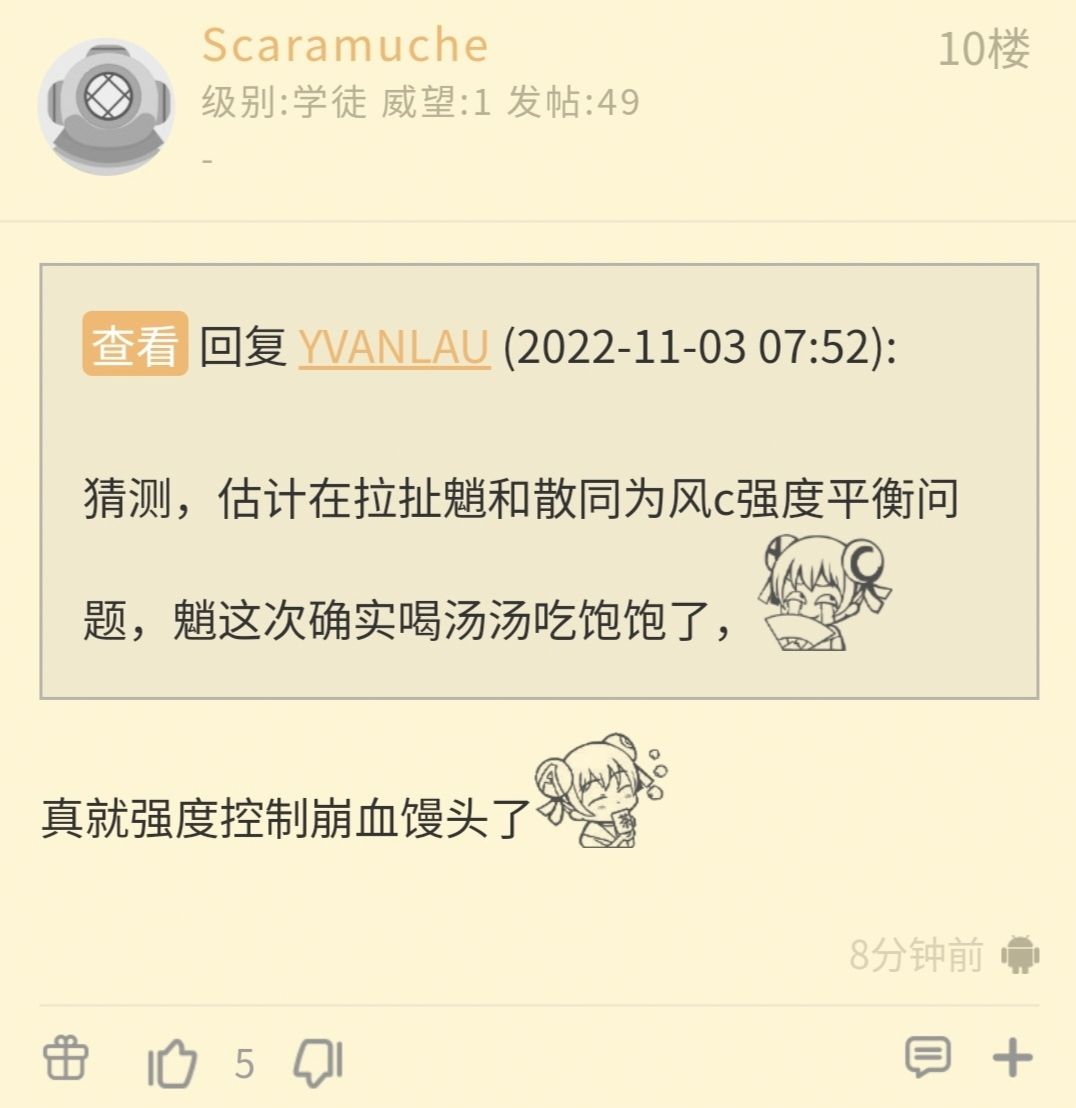 Scaramuche
10楼
级别:学徒 威望:1 发帖:49
-
查看 回复 YVANLAU (2022-11-03 07:52):
猜测，估计在拉扯魈和散同为风c强度平衡问
题，魈这次确实喝汤汤吃饱饱了，
真就强度控制崩血馒头了
茶
8分钟前
5